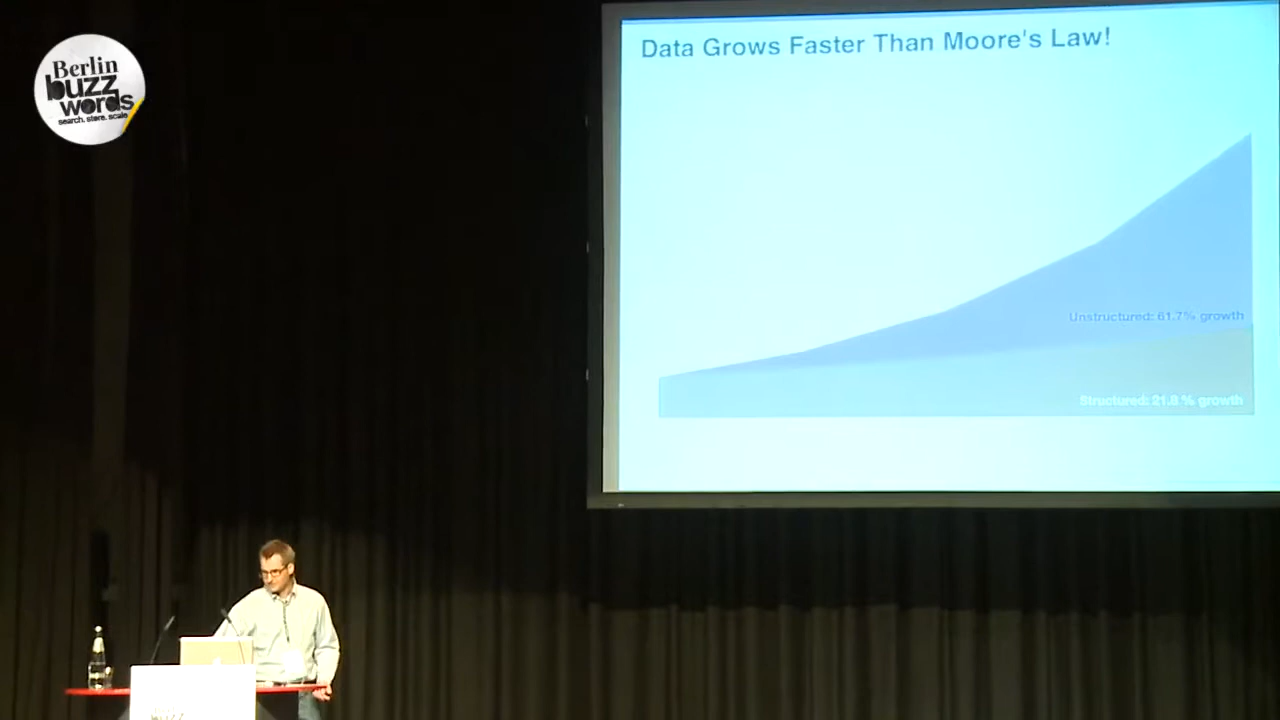 Berlin
buzz
words
search. store. scale
Data Grows Faster Than Moore's Law!
Unstructured: 61.7% growth
Structured: 21.8 % growth
buzz